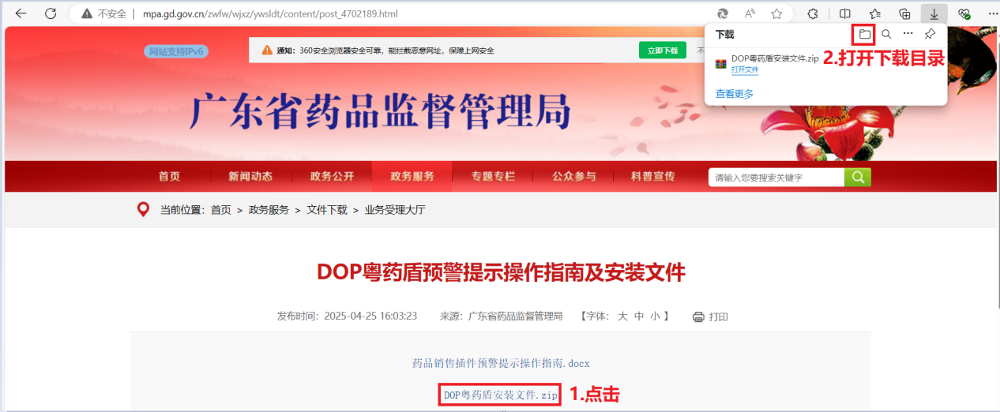 不安全 | mpa.gd.gov.cn/zwfw/wjxz/ywsldt/content/post_4702189.html
下载
网站支持IPv6
通知：360安全浏览器安全可靠，能拦截恶意网址，保障上网安全
立即下载
不
DOP粤药盾安装文件.zip
打开文件
2.打开下载目录
查看更多
广东省药品监督管理局
首页 新闻动态 政务公开 政务服务 专题专栏 公众参与 科普宣传 请输入您要搜索关键字
当前位置：首页 > 政务服务 > 文件下载 > 业务受理大厅
DOP粤药盾预警提示操作指南及安装文件
发布时间：2025-04-25 16:03:23 来源：广东省药品监督管理局 【字体： 大 中 小 】 打印
药品销售插件预警提示操作指南.docx
DOP粤药盾安装文件.zip 1.点击